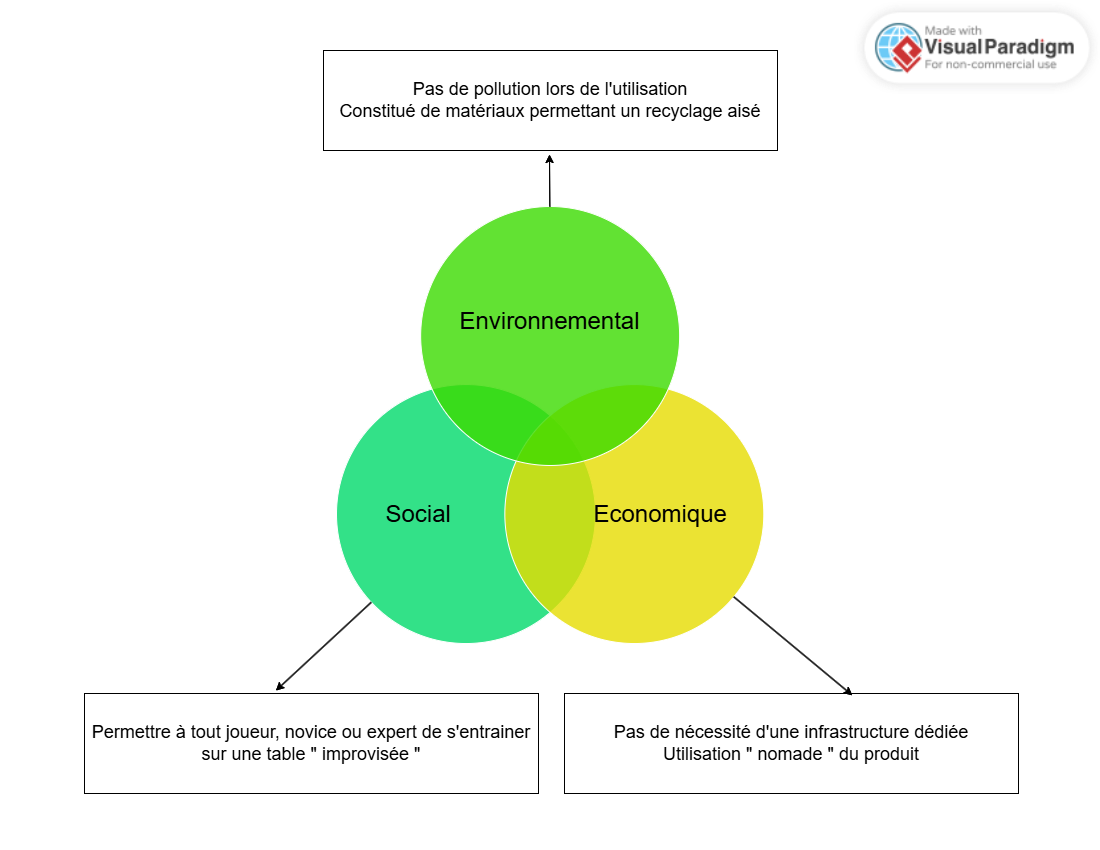 Made with
Visual Paradigm
For non-commercial use
Pas de pollution lors de l'utilisation
Constitué de matériaux permettant un recyclage aisé
Environnemental
Social
Economique
Permettre à tout joueur, novice ou expert de s'entrainer
sur une table " improvisée "
Pas de nécessité d'une infrastructure dédiée
Utilisation " nomade " du produit